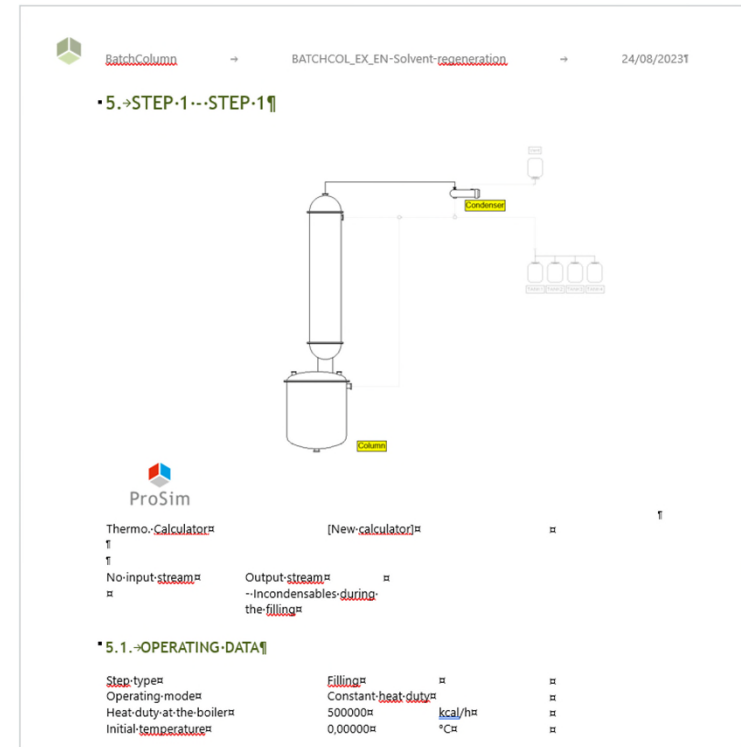 BatchColumn → BATCHCOL_EX_EN-Solvent·regeneration → 24/08/2023¶
▪5.→STEP·1·-·STEP·1¶
Condenser
Column
ProSim
¶
Thermo.·Calculator¤ [New·calculator]¤ ¤
¶
¶
No·input·stream¤ Output·stream¤ ¤
¤ -·Incondensables·during·
the·filling¤
▪5.1.→OPERATING·DATA¶
Step·type¤ Filling¤ ¤ ¤
Operating·mode¤ Constant·heat·duty¤ ¤
Heat·duty·at·the·boiler¤ 500000¤ kcal/h¤ ¤
Initial·temperature¤ 0,00000¤ °C¤ ¤